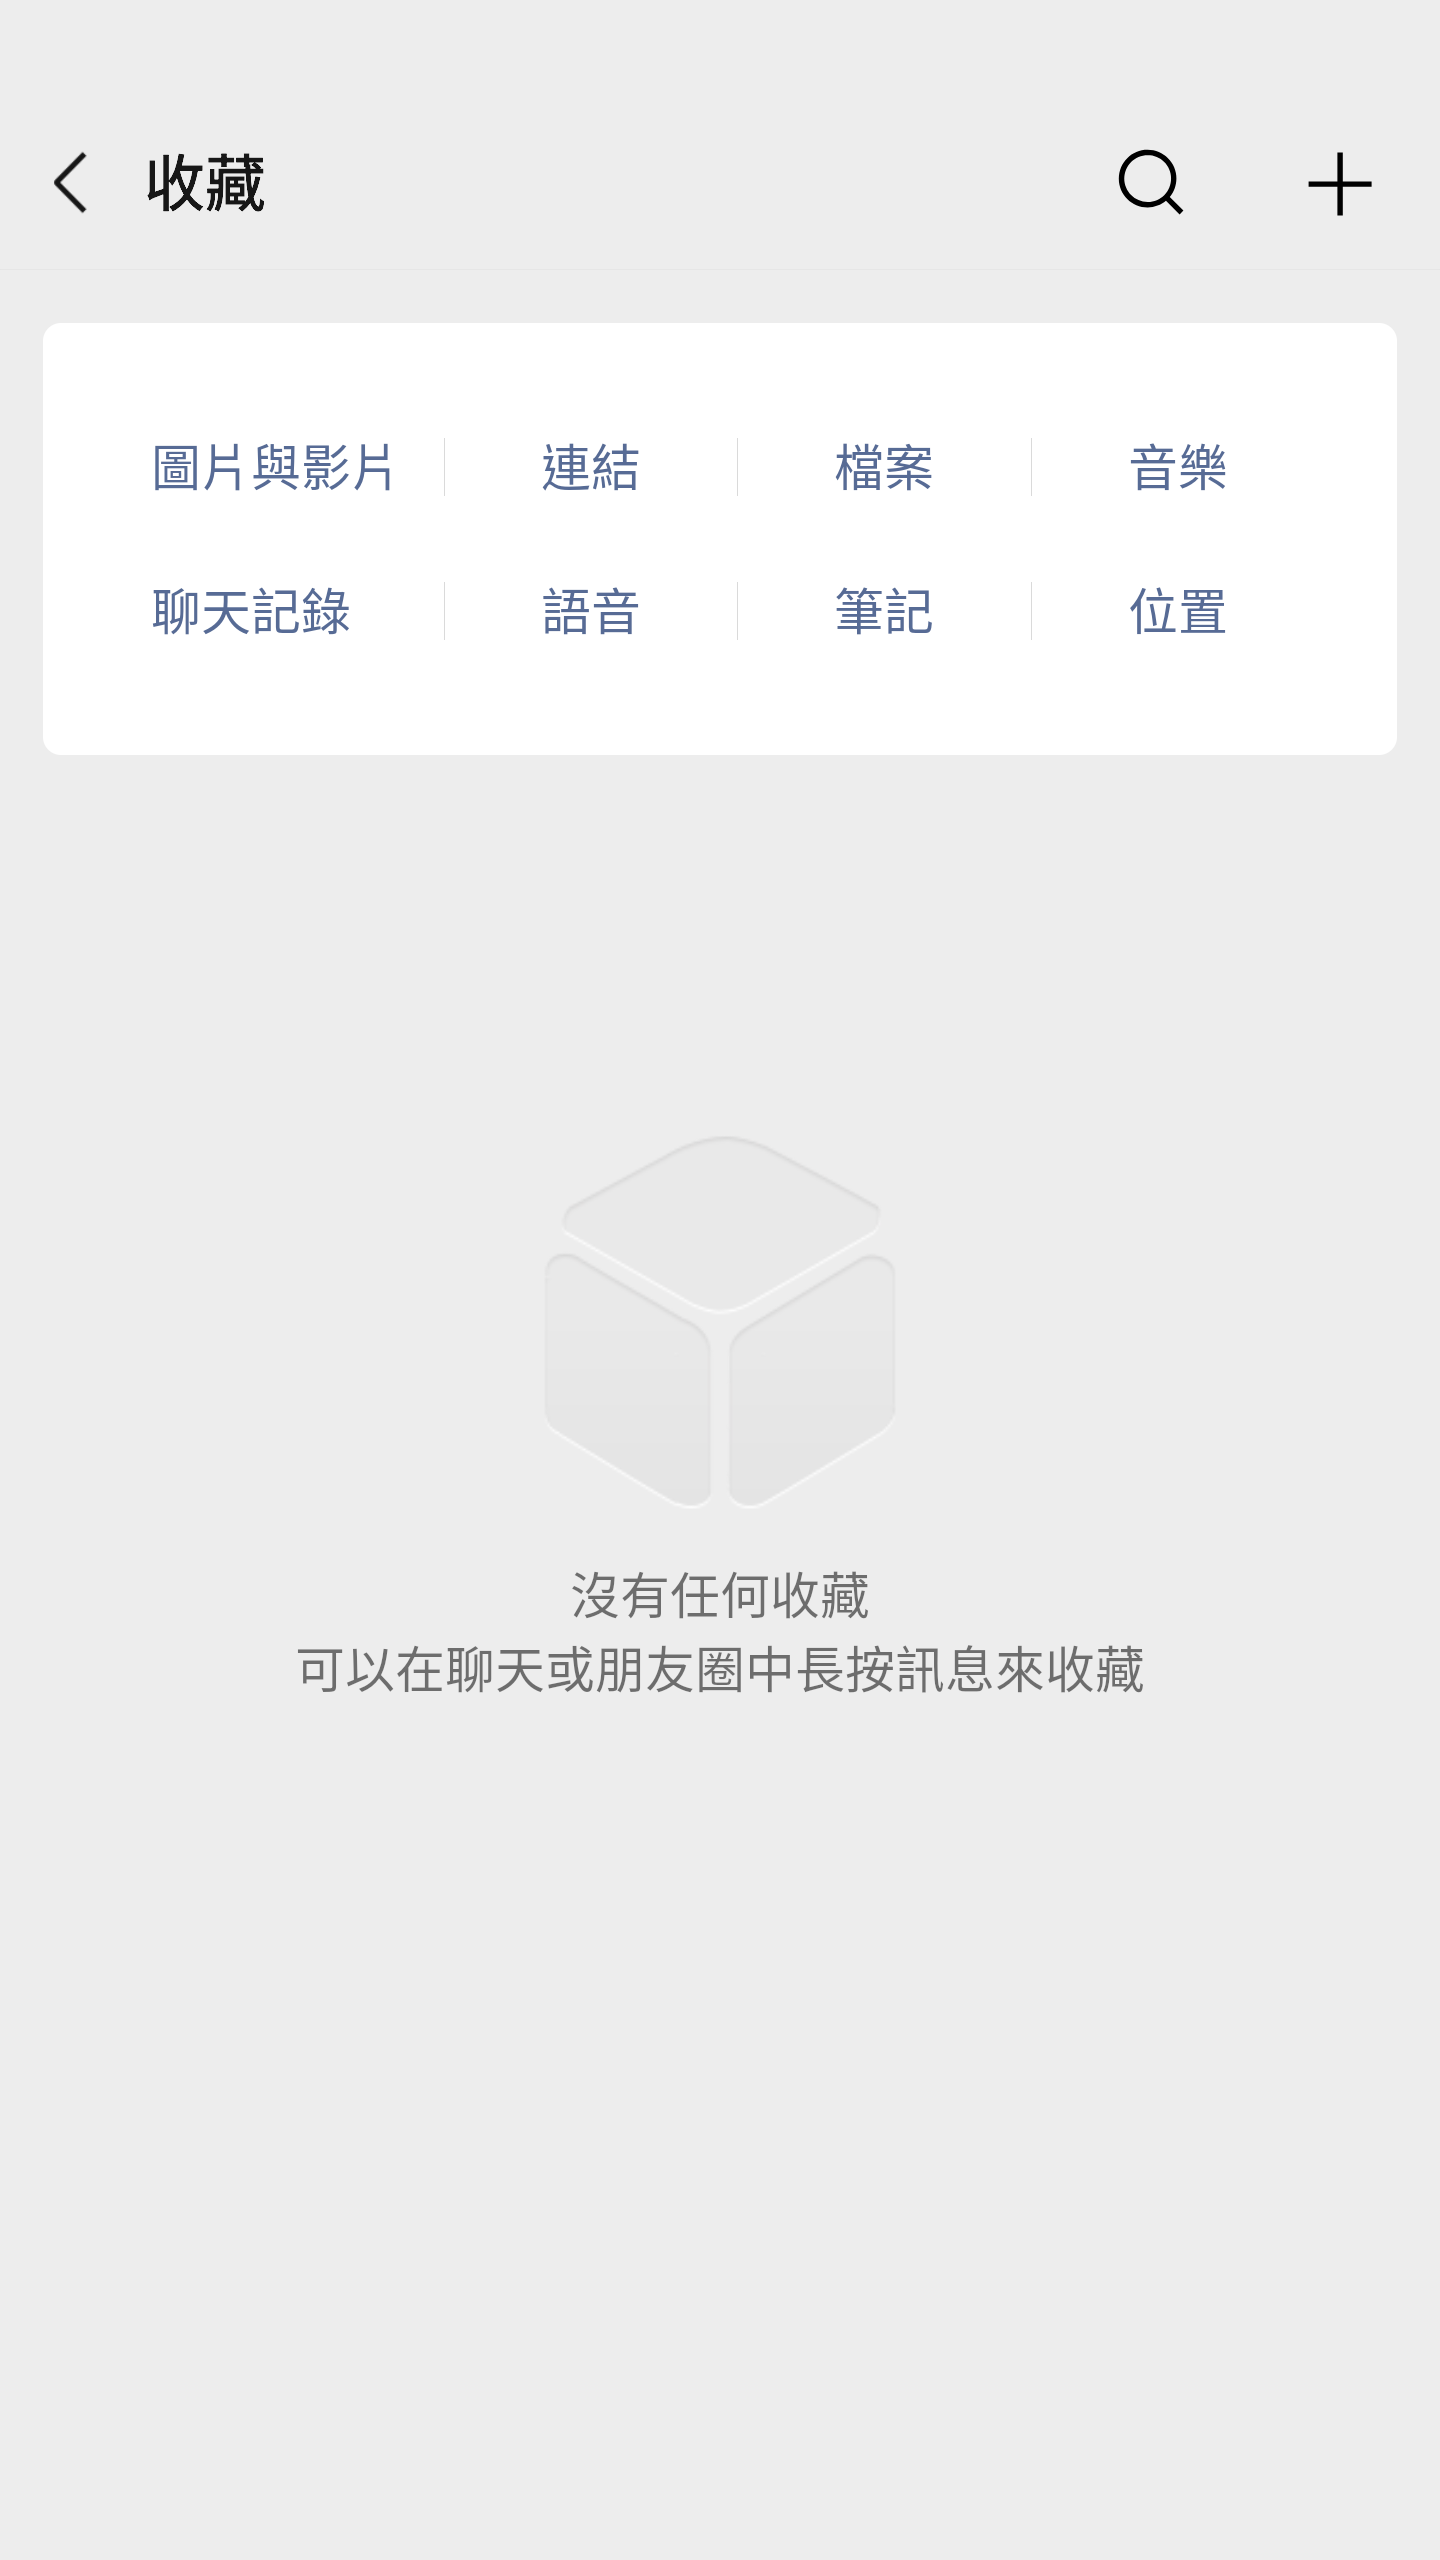 收藏
圖片與影片 連結 檔案 音樂
聊天記錄 語音 筆記 位置
沒有任何收藏
可以在聊天或朋友圈中長按訊息來收藏